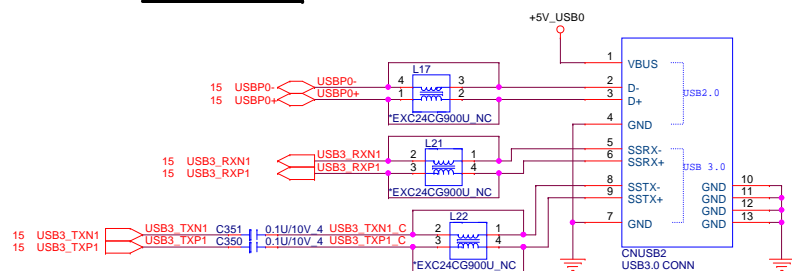 +5V_USB0
1 VBUS
15 USBP0- USBP0- 4 L17 3 2 D- USB2.0
15 USBP0+ USBP0+ 1 2 3 D+
*EXC24CG900U_NC
4 GND
15 USB3_RXN1 USB3_RXN1 2 L21 1 5 SSRX-
15 USB3_RXP1 USB3_RXP1 3 4 6 SSRX+ USB 3.0
*EXC24CG900U_NC
8 SSTX- GND 10
9 SSTX+ GND 11
GND 12
7 GND GND 13
15 USB3_TXN1 USB3_TXN1 C351 0.1U/10V_4 USB3_TXN1_C 2 L22 1
15 USB3_TXP1 USB3_TXP1 C350 0.1U/10V_4 USB3_TXP1_C 3 4
*EXC24CG900U_NC
CNUSB2
USB3.0 CONN